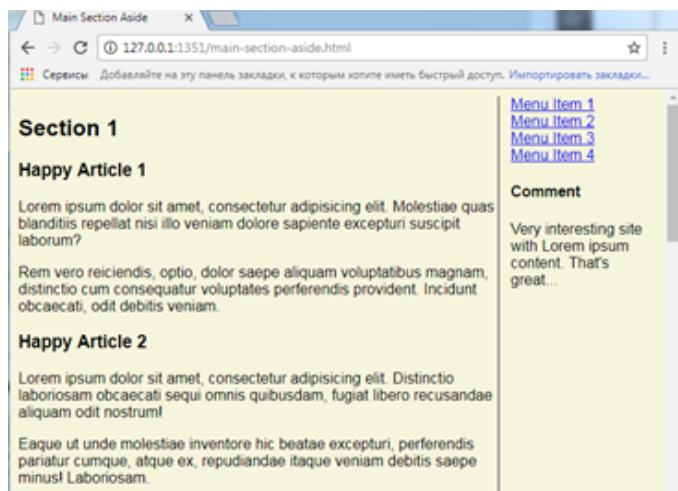 Main Section Aside
127.0.0.1:1351/main-section-aside.html
Сервисы Добавляйте на эту панель закладки, к которым хотите иметь быстрый доступ. Импортировать закладки...
Section 1
Happy Article 1
Lorem ipsum dolor sit amet, consectetur adipisicing elit. Molestiae quas
blanditiis repellat nisi illo veniam dolore sapiente excepturi suscipit
laborum?
Rem vero reiciendis, optio, dolor saepe aliquam voluptatibus magnam,
distinctio cum consequatur voluptates perferendis provident. Incidunt
obcaecati, odit debitis veniam.
Happy Article 2
Lorem ipsum dolor sit amet, consectetur adipisicing elit. Distinctio
laboriosam obcaecati sequi omnis quibusdam, fugiat libero recusandae
aliquam odit nostrum!
Eaque ut unde molestiae inventore hic beatae excepturi, perferendis
pariatur cumque, atque ex, repudiandae itaque veniam debitis saepe
minus! Laboriosam.
Menu Item 1
Menu Item 2
Menu Item 3
Menu Item 4
Comment
Very interesting site
with Lorem ipsum
content. That's
great...